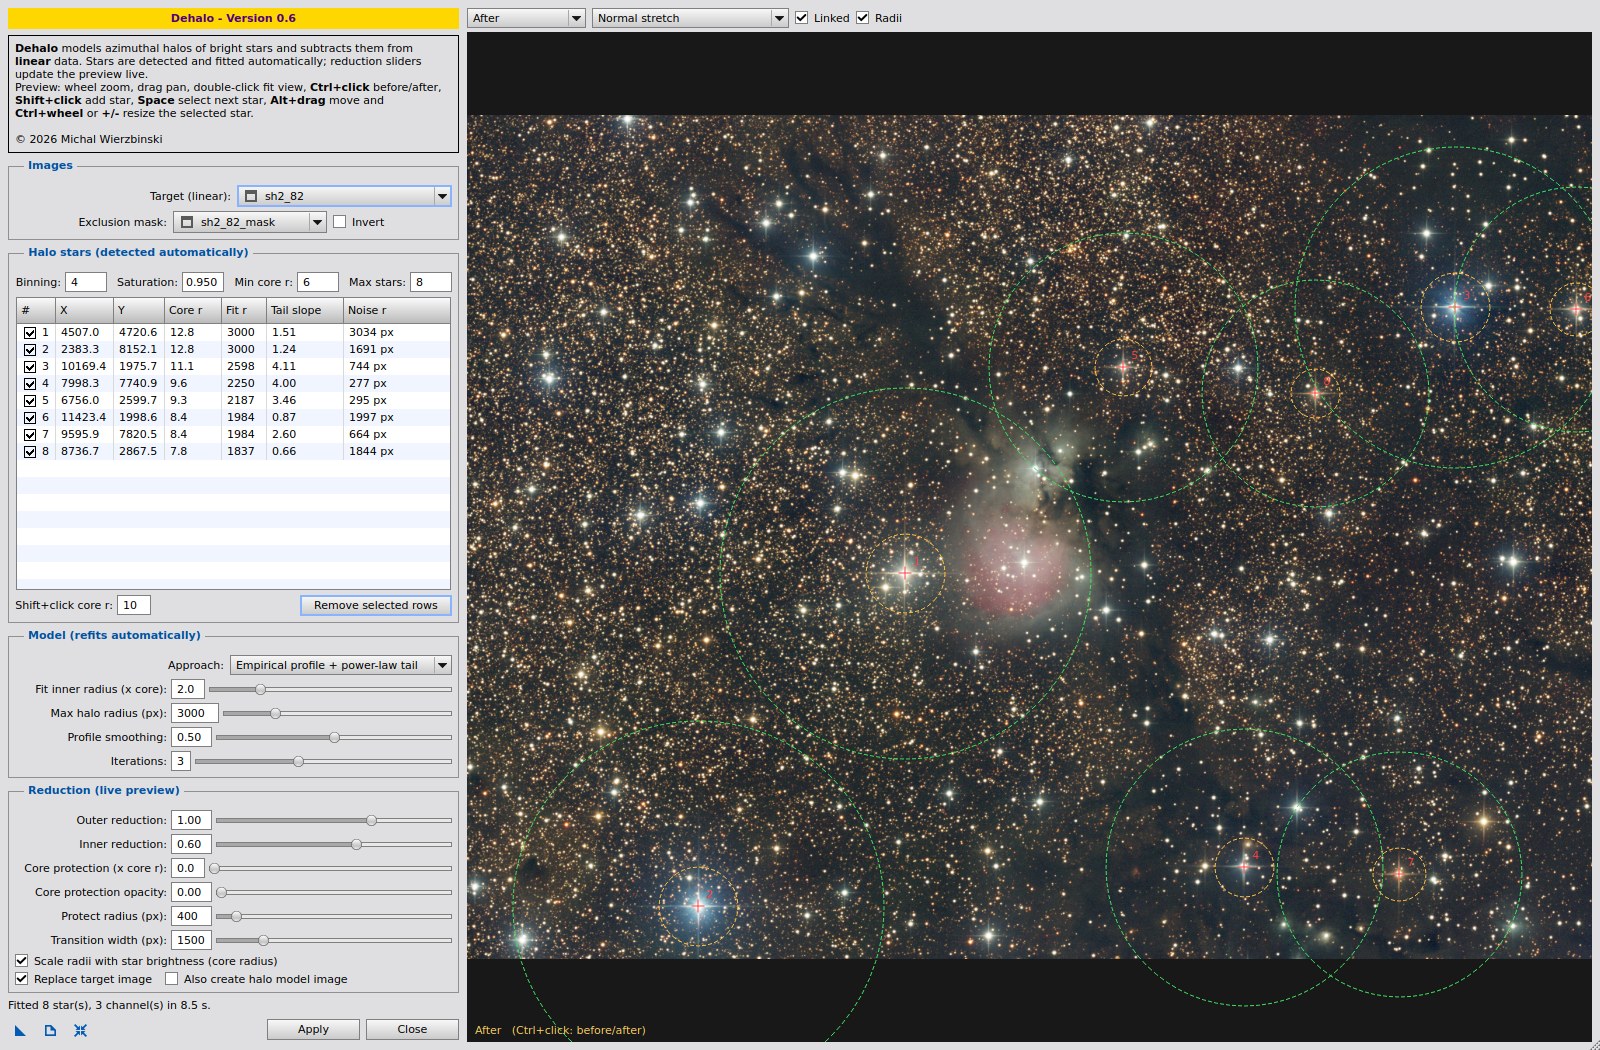 Dehalo - Version 0.6
Dehalo models azimuthal halos of bright stars and subtracts them from
linear data. Stars are detected and fitted automatically; reduction sliders
update the preview live.
Preview: wheel zoom, drag pan, double-click fit view, Ctrl+click before/after,
Shift+click add star, Space select next star, Alt+drag move and
Ctrl+wheel or +/- resize the selected star.
© 2026 Michal Wierzbinski
Images
Target (linear): sh2_82
Exclusion mask: sh2_82_mask Invert
Halo stars (detected automatically)
Binning: 4 Saturation: 0.950 Min core r: 6 Max stars: 8
# X Y Core r Fit r Tail slope Noise r
1 4507.0 4720.6 12.8 3000 1.51 3034 px
2 2383.3 8152.1 12.8 3000 1.24 1691 px
3 10169.4 1975.7 11.1 2598 4.11 744 px
4 7998.3 7740.9 9.6 2250 4.00 277 px
5 6756.0 2599.7 9.3 2187 3.46 295 px
6 11423.4 1998.6 8.4 1984 0.87 1997 px
7 9595.9 7820.5 8.4 1984 2.60 664 px
8 8736.7 2867.5 7.8 1837 0.66 1844 px
Shift+click core r: 10 Remove selected rows
Model (refits automatically)
Approach: Empirical profile + power-law tail
Fit inner radius (x core): 2.0
Max halo radius (px): 3000
Profile smoothing: 0.50
Iterations: 3
Reduction (live preview)
Outer reduction: 1.00
Inner reduction: 0.60
Core protection (x core r): 0.0
Core protection opacity: 0.00
Protect radius (px): 400
Transition width (px): 1500
Scale radii with star brightness (core radius)
Replace target image Also create halo model image
Fitted 8 star(s), 3 channel(s) in 8.5 s.
Apply Close
After Normal stretch Linked Radii
4
After (Ctrl+click: before/after)